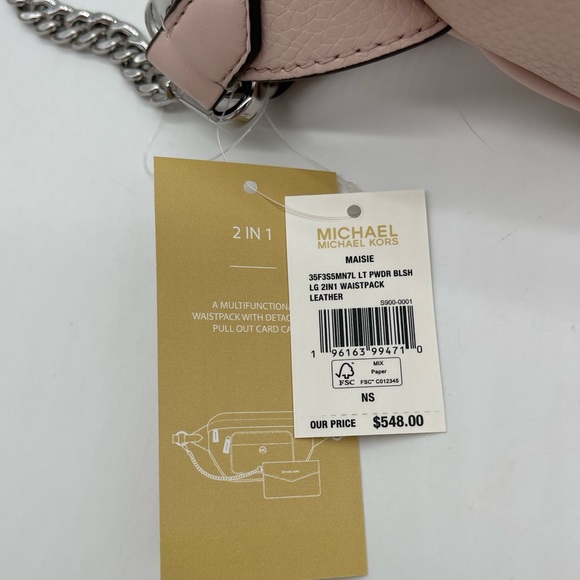 2 IN 1
A MULTIFUNCTIONA
WAISTPACK WITH DETAC
PULL OUT CARD CA
MICHAEL
MICHAEL KORS
MAISIE
35F3S5MN7L LT PWDR BLSH
LG 2IN1 WAISTPACK
LEATHER
S900-0001
1 96163 99471 0
FSC
MIX
Paper
FSC® C012345
NS
OUR PRICE $548.00